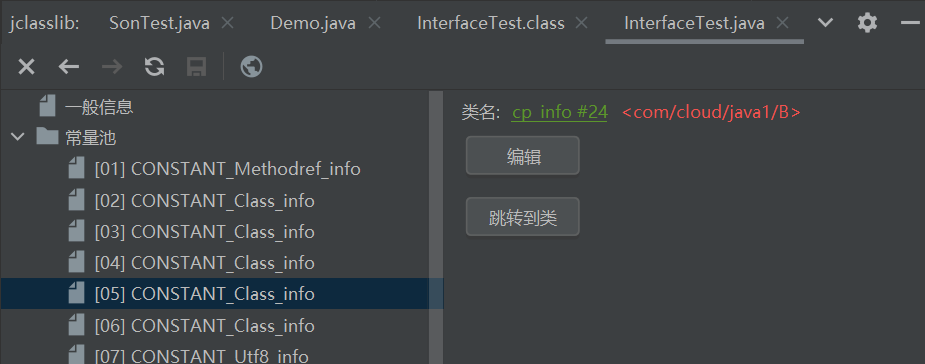 jclasslib: SonTest.java Demo.java InterfaceTest.class InterfaceTest.java
一般信息
常量池
[01] CONSTANT_Methodref_info
[02] CONSTANT_Class_info
[03] CONSTANT_Class_info
[04] CONSTANT_Class_info
[05] CONSTANT_Class_info
[06] CONSTANT_Class_info
[07] CONSTANT_Utf8_info
类名: cp_info #24 <com/cloud/java1/B>
编辑
跳转到类